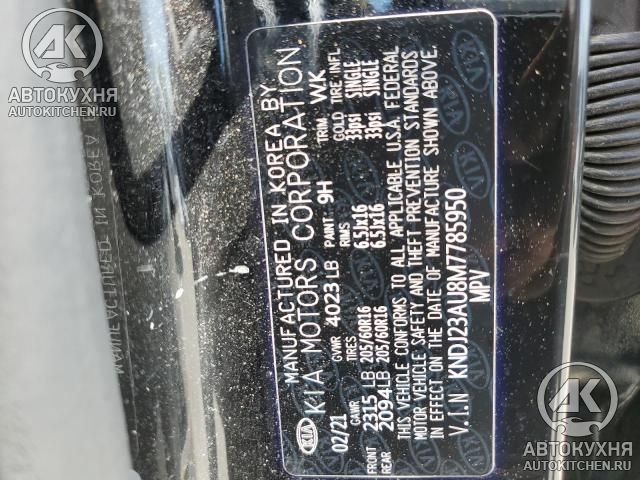 AK
АВТОКУХНЯ
AUTOKITCHEN.RU
MANUFACTURED IN KOREA BY
KIA KIA MOTORS CORPORATION
02/21 GVWR 4023 LB PAINT: 9H TRIM WK
GAWR TIRES RIMS COLD TIRE INFL.
FRONT 2315 LB 205/60R16 6.5Jx16 33psi SINGLE
REAR 2094LB 205/60R16 6.5Jx16 33psi SINGLE
THIS VEHICLE CONFORMS TO ALL APPLICABLE U.S.A. FEDERAL
MOTOR VEHICLE SAFETY AND THEFT PREVENTION STANDARDS
IN EFFECT ON THE DATE OF MANUFACTURE SHOWN ABOVE.
V.I.N KNDJ23AU8M7785950
MPV
AK
АВТОКУХНЯ
AUTOKITCHEN.RU